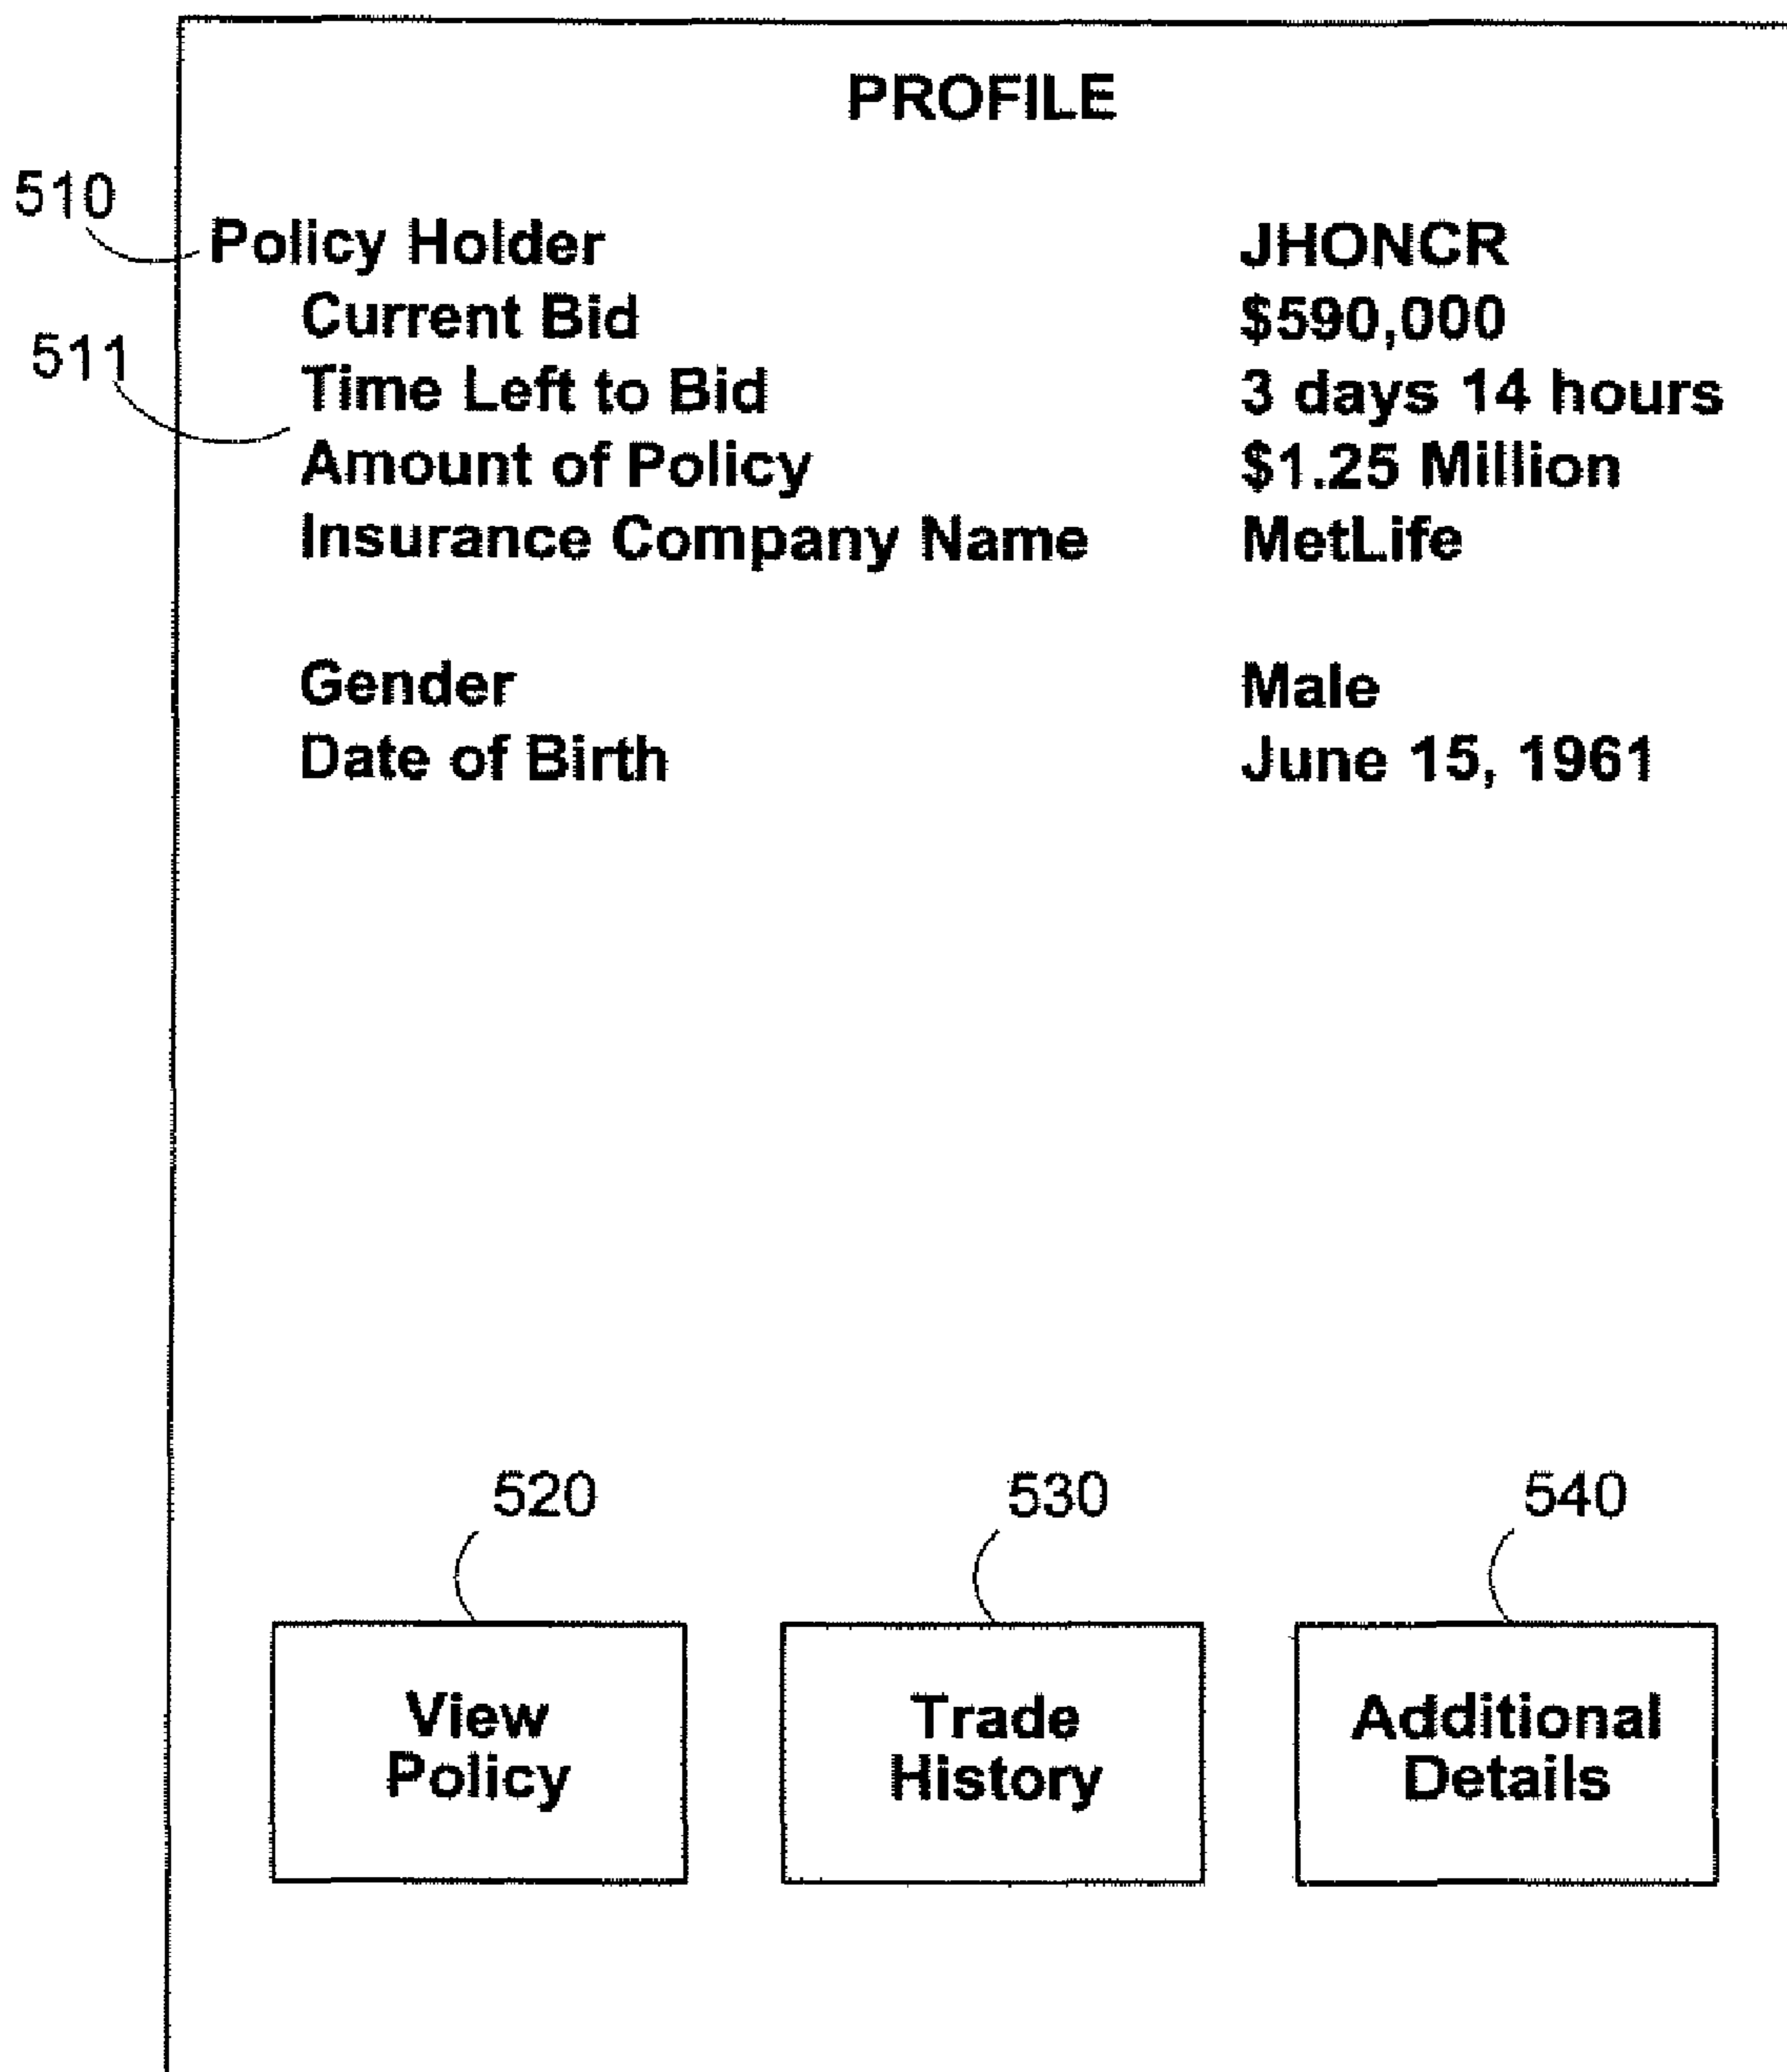 PROFILE
510
Policy Holder JHONCR
Current Bid $590,000
511
Time Left to Bid 3 days 14 hours
Amount of Policy $1.25 Million
Insurance Company Name MetLife
Gender Male
Date of Birth June 15, 1961
520 530 540
View Policy
Trade History
Additional Details